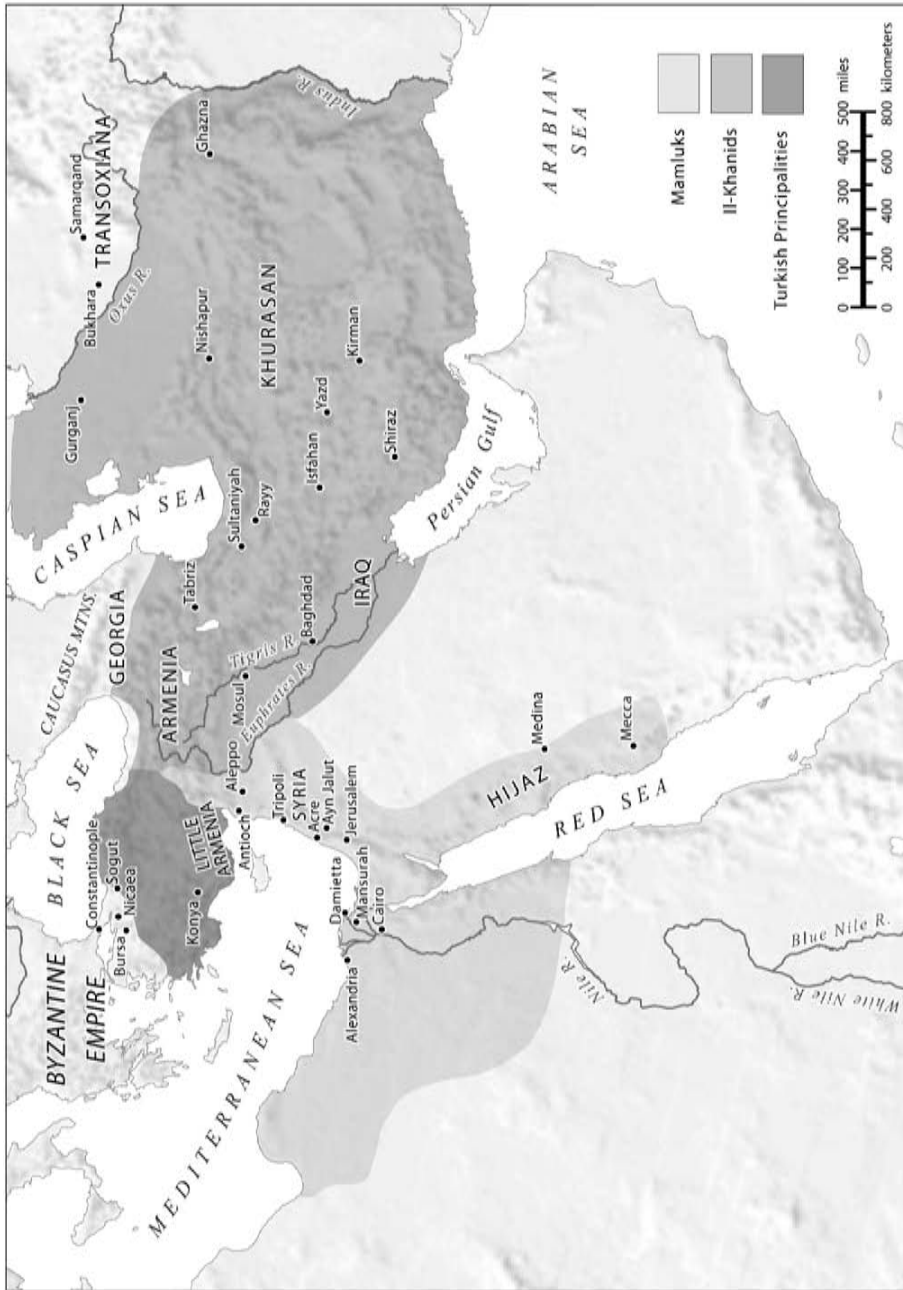 BYZANTINE
EMPIRE
BLACK SEA
CAUCASUS MTNS.
GEORGIA
CASPIAN SEA
Gurganj
Bukhara
Samarqand
TRANSOXIANA
Oxus R.
Constantinople
Sogut
Nicaea
Bursa
Konya
LITTLE
ARMENIA
ARMENIA
Tabriz
Sultaniyah
Rayy
Nishapur
Ghazna
KHURASAN
Indus R.
Antioch
Aleppo
Mosul
Tigris R.
Euphrates R.
Baghdad
IRAQ
Isfahan
Yazd
Kirman
Shiraz
MEDITERRANEAN SEA
Tripoli
SYRIA
Acre
Ayn Jalut
Jerusalem
Damietta
Mansurah
Cairo
Alexandria
Persian Gulf
Nile R.
HIJAZ
Medina
Mecca
RED SEA
Blue Nile R.
White Nile R.
ARABIAN
SEA
Mamluks
Il-Khanids
Turkish Principalities
0 100 200 300 400 500 miles
0 200 400 600 800 kilometers